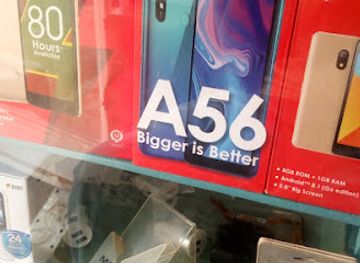 80
Hours
Available
A56
Bigger is Better
8GB ROM + 1GB RAM
Android™ 8.1 (Go edition)
5.0" Big Screen
24